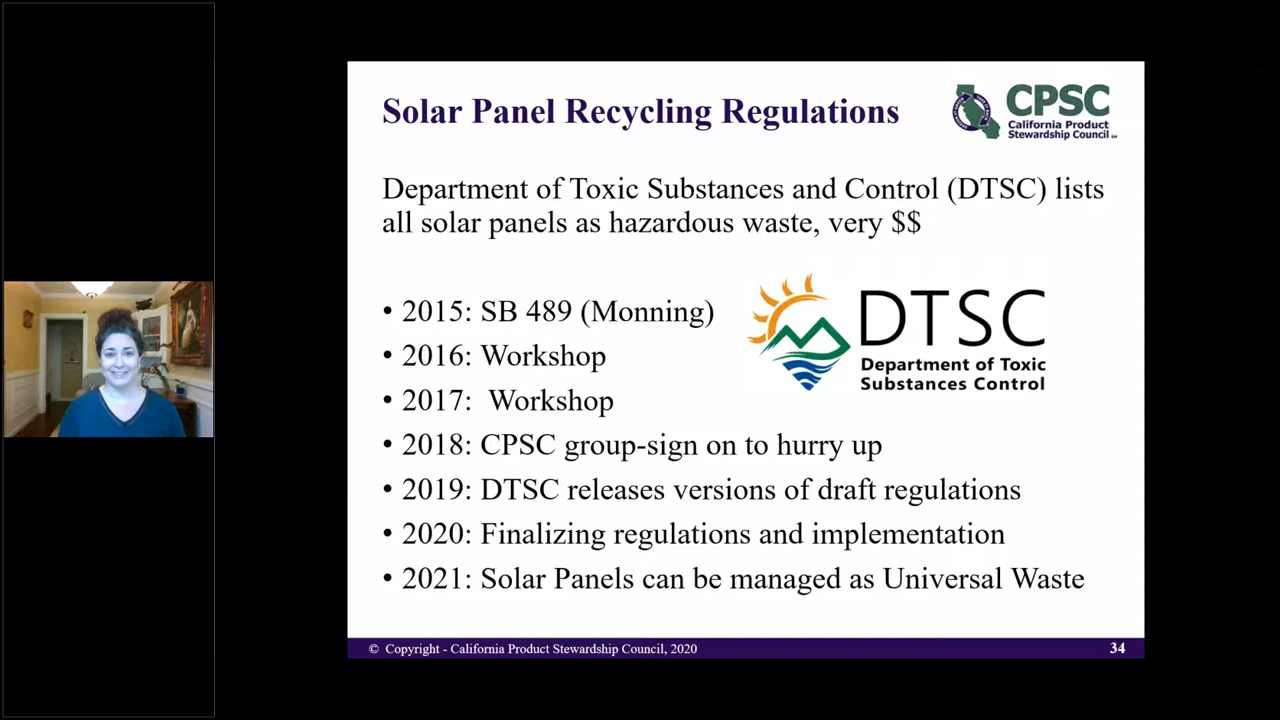 Solar Panel Recycling Regulations
CPSC
California Product
Stewardship Council
Department of Toxic Substances and Control (DTSC) lists
all solar panels as hazardous waste, very $$
• 2015: SB 489 (Monning)
• 2016: Workshop
• 2017:  Workshop
• 2018: CPSC group-sign on to hurry up
• 2019: DTSC releases versions of draft regulations
• 2020: Finalizing regulations and implementation
• 2021: Solar Panels can be managed as Universal Waste
DTSC
Department of Toxic
Substances Control
© Copyright - California Product Stewardship Council, 2020
34